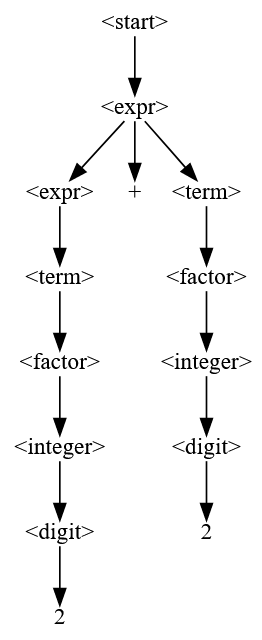 <start>
<expr>
<expr> + <term>
<term> <factor>
<factor> <integer>
<integer> <digit>
<digit> 2
2